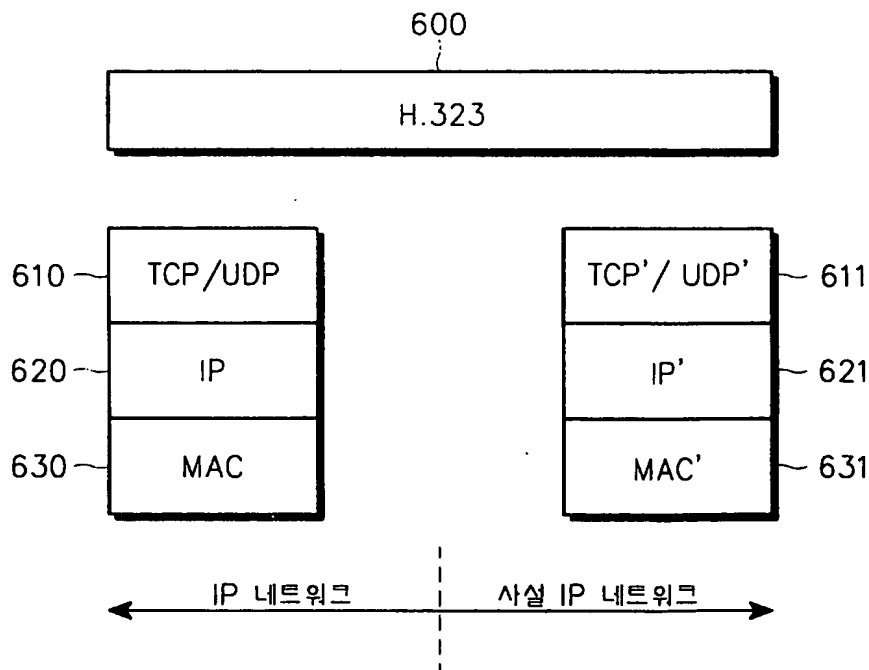 600
H.323
610 TCP/UDP TCP'/ UDP' 611
620 IP IP' 621
630 MAC MAC' 631
IP 네트워크 사설 IP 네트워크